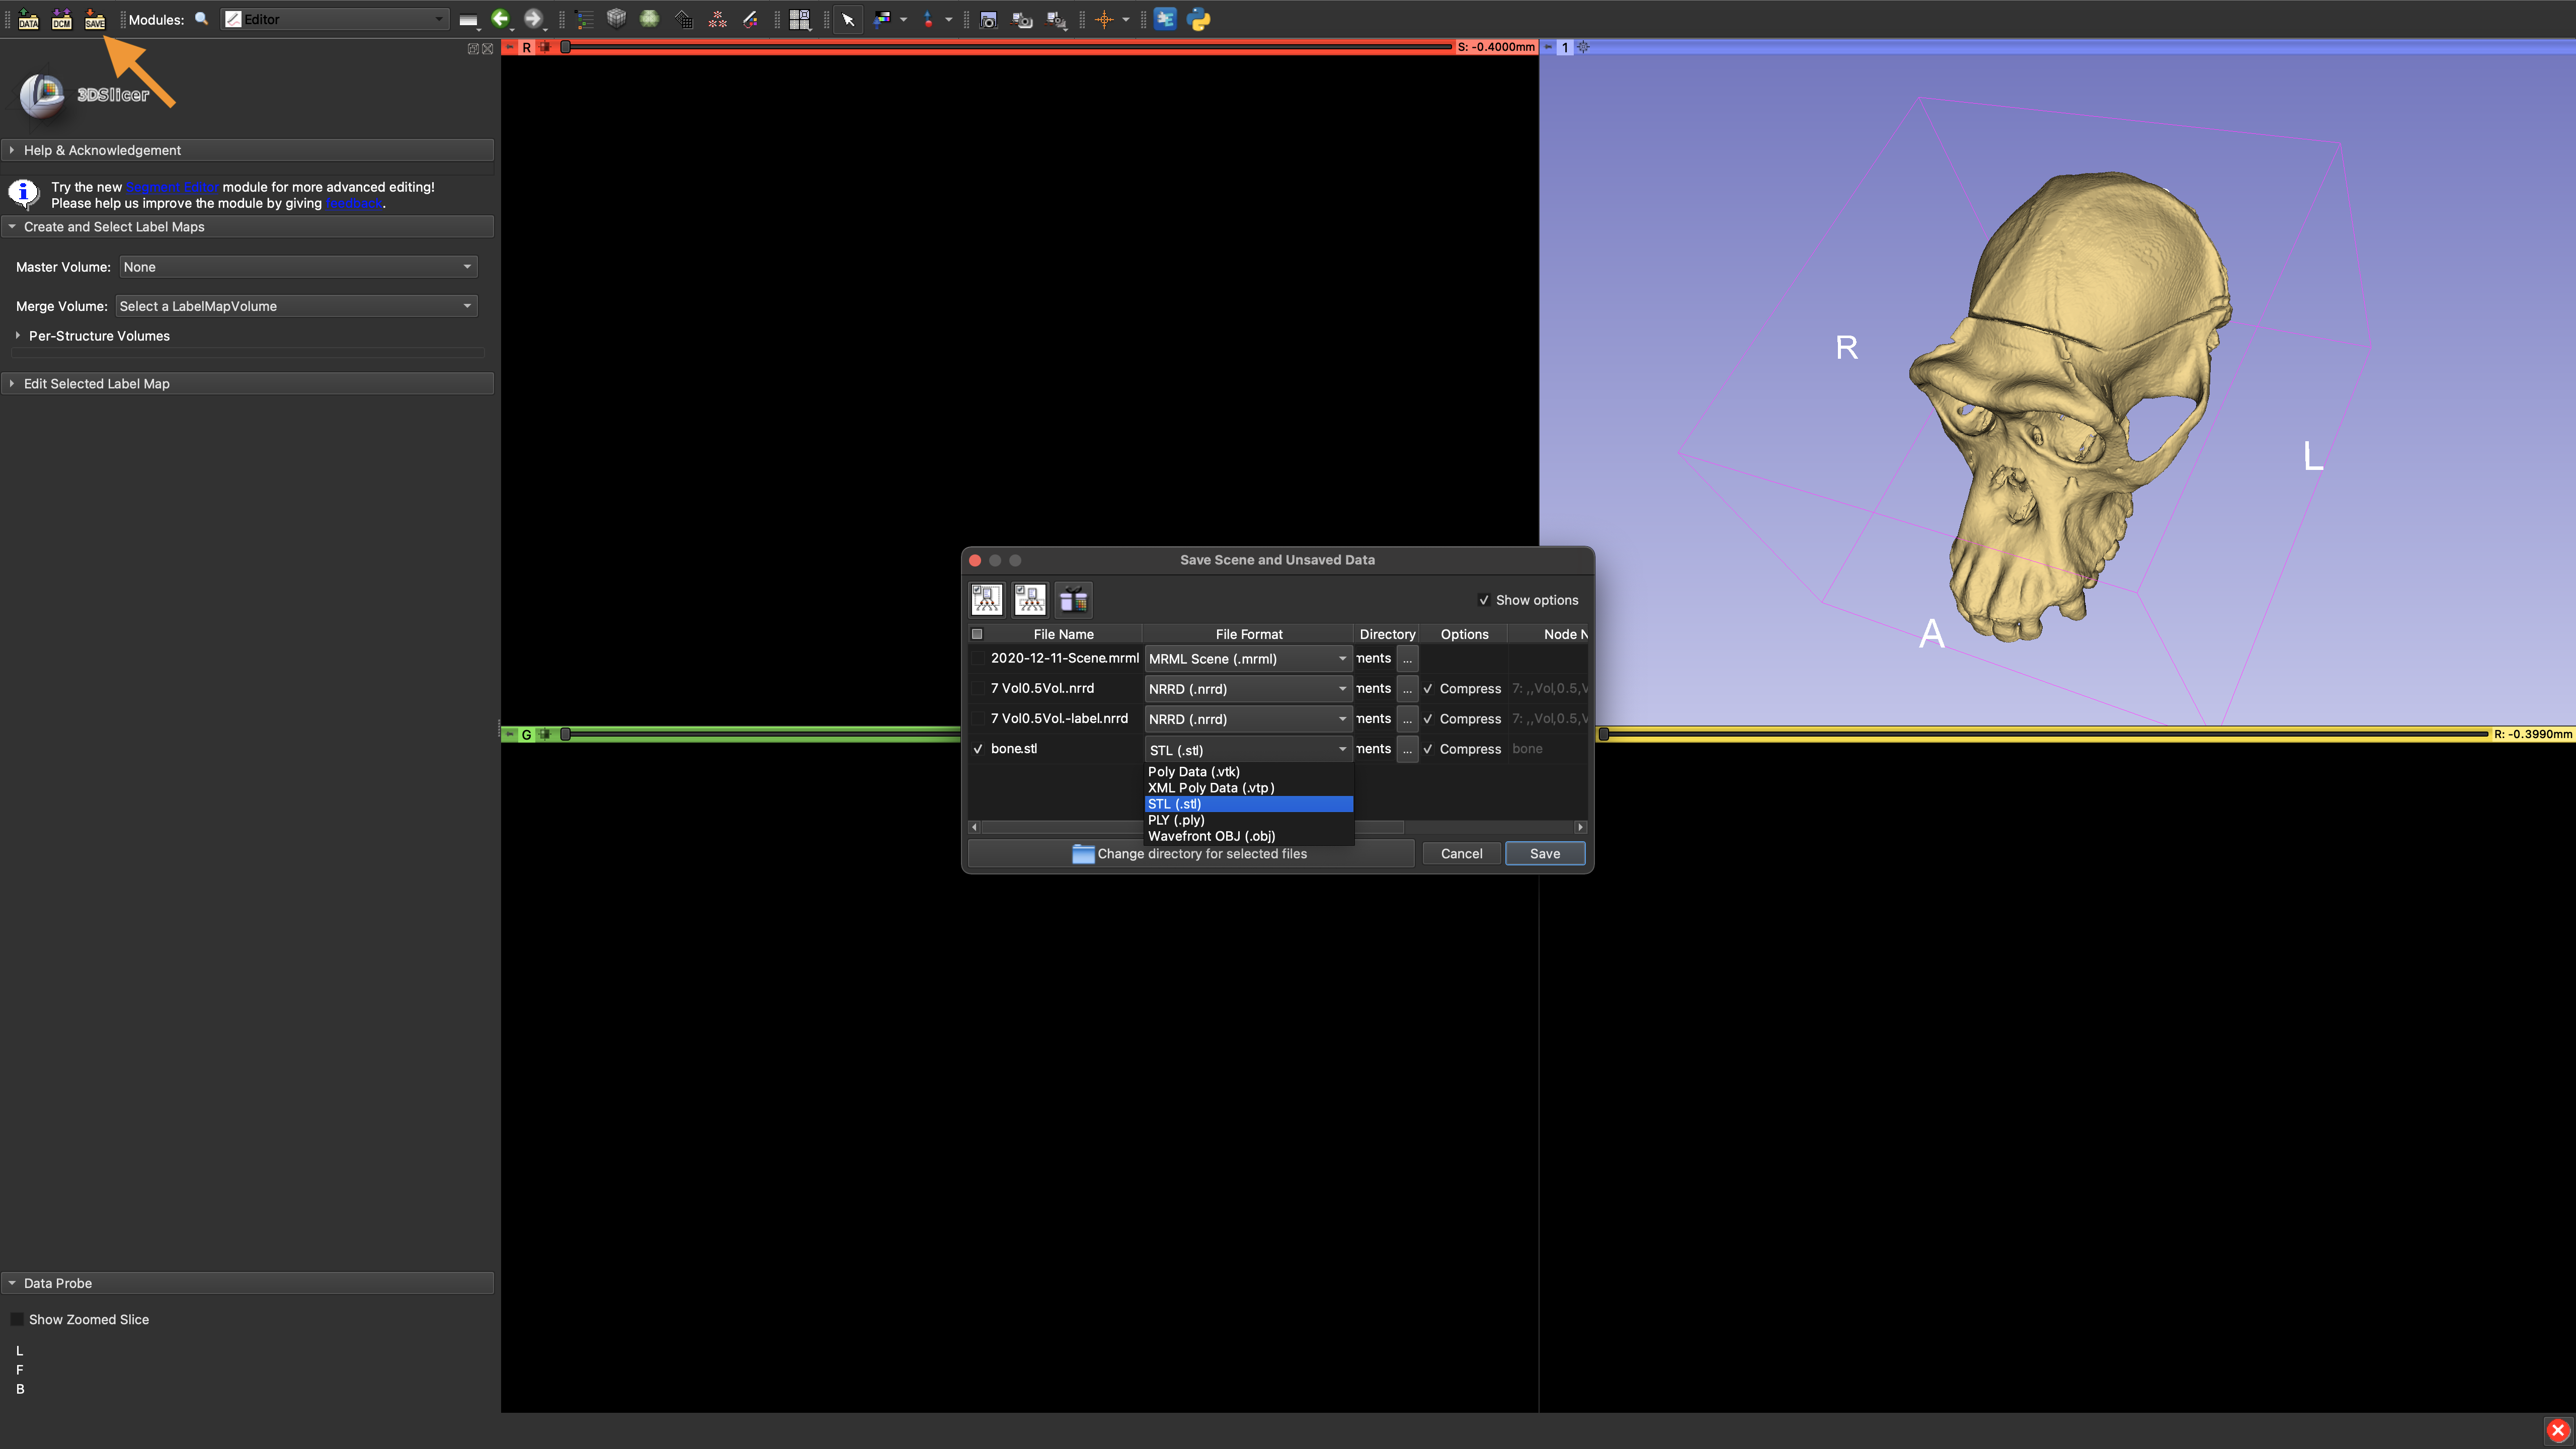 DATA DCM SAVE Modules: Editor
R S: -0.4000mm 1
3DSlicer
Help & Acknowledgement
Try the new Segment Editor module for more advanced editing!
Please help us improve the module by giving feedback.
Create and Select Label Maps
Master Volume: None
Merge Volume: Select a LabelMapVolume
Per-Structure Volumes
Edit Selected Label Map
R
L
A
Save Scene and Unsaved Data
Show options
File Name File Format Directory Options Node N
2020-12-11-Scene.mrml MRML Scene (.mrml) ments ...
7 Vol0.5Vol..nrrd NRRD (.nrrd) ments ... Compress 7: ,,Vol,0.5,V
7 Vol0.5Vol.-label.nrrd NRRD (.nrrd) ments ... Compress 7: ,,Vol,0.5,V
bone.stl STL (.stl) ments ... Compress bone
Poly Data (.vtk)
XML Poly Data (.vtp)
STL (.stl)
PLY (.ply)
Wavefront OBJ (.obj)
Change directory for selected files Cancel Save
G R: -0.3990mm
Data Probe
Show Zoomed Slice
L
F
B